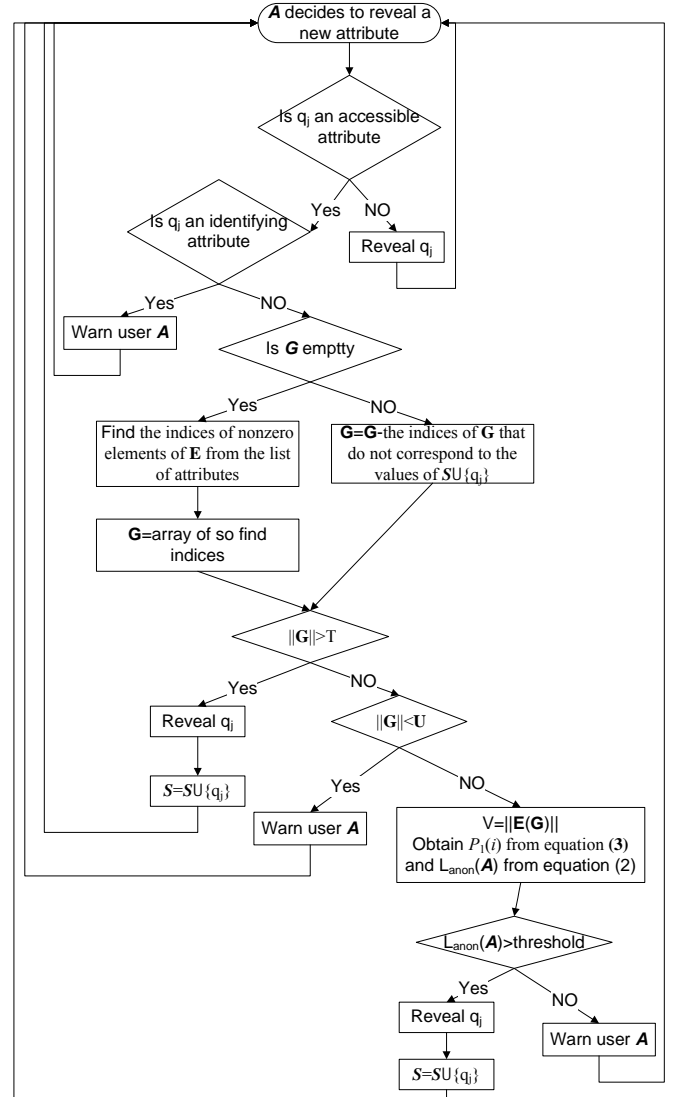 A decides to reveal a
new attribute
Is qj an accessible
attribute
Yes
NO
Is qj an identifying
attribute
Reveal qj
Yes
NO
Warn user A
Is G emptty
Yes
NO
Find the indices of nonzero
elements of E from the list
of attributes
G=G-the indices of G that
do not correspond to the
values of SU{qj}
G=array of so find
indices
||G||>T
Yes
NO
Reveal qj
||G||<U
S=SU{qj}
Yes
NO
Warn user A
V=||E(G)||
Obtain P1(i) from equation (3)
and Lanon(A) from equation (2)
Lanon(A)>threshold
Yes
NO
Reveal qj
Warn user A
S=SU{qj}